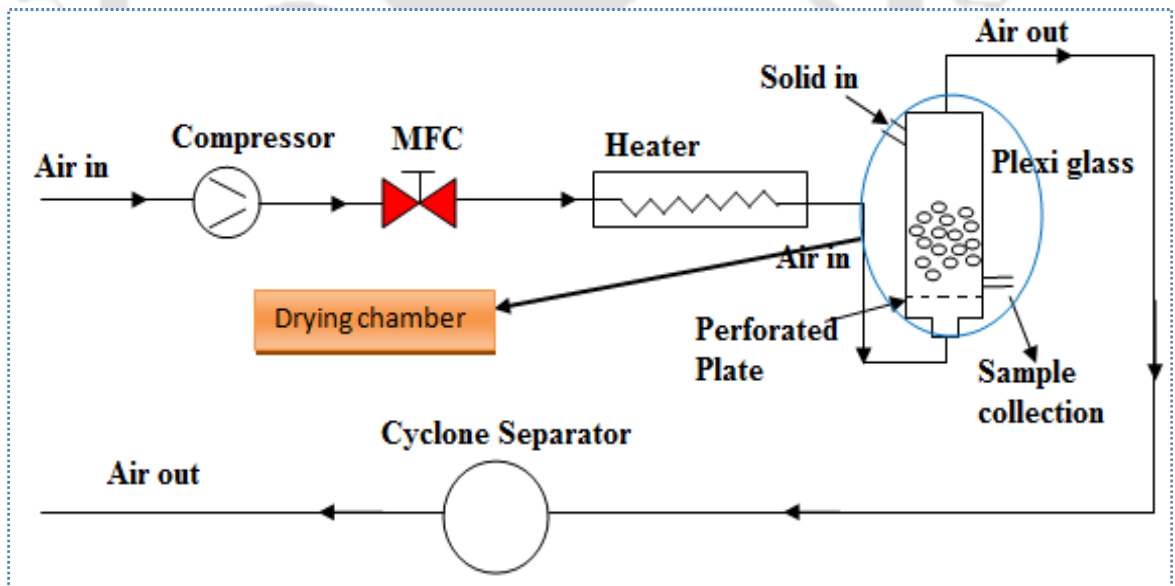 Air out
Solid in
Compressor
MFC
Heater
Plexi glass
Air in
Air in
Drying chamber
Perforated
Plate
Sample
collection
Cyclone Separator
Air out